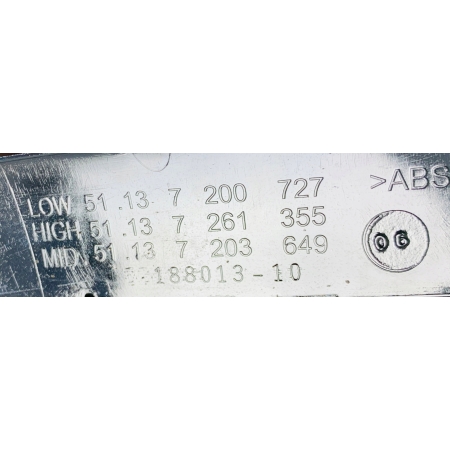 LOW 51.13 7 200 727 >ABS
HIGH 51.13 7 261 355
MID 51.13 7 203 649
188013-10
06